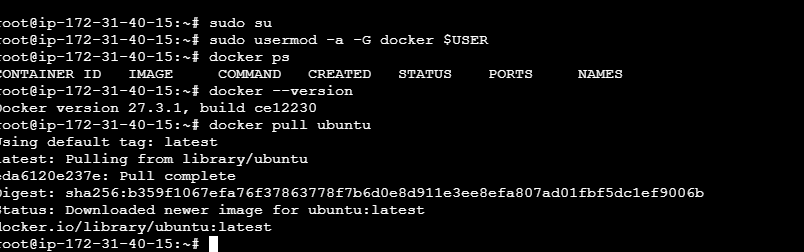 root@ip-172-31-40-15:~# sudo su
root@ip-172-31-40-15:~# sudo usermod -a -G docker $USER
root@ip-172-31-40-15:~# docker ps
CONTAINER ID   IMAGE     COMMAND   CREATED   STATUS    PORTS     NAMES
root@ip-172-31-40-15:~# docker --version
Docker version 27.3.1, build ce12230
root@ip-172-31-40-15:~# docker pull ubuntu
Using default tag: latest
latest: Pulling from library/ubuntu
eda6120e237e: Pull complete
Digest: sha256:b359f1067efa76f37863778f7b6d0e8d911e3ee8efa807ad01fbf5dc1ef9006b
Status: Downloaded newer image for ubuntu:latest
docker.io/library/ubuntu:latest
root@ip-172-31-40-15:~#